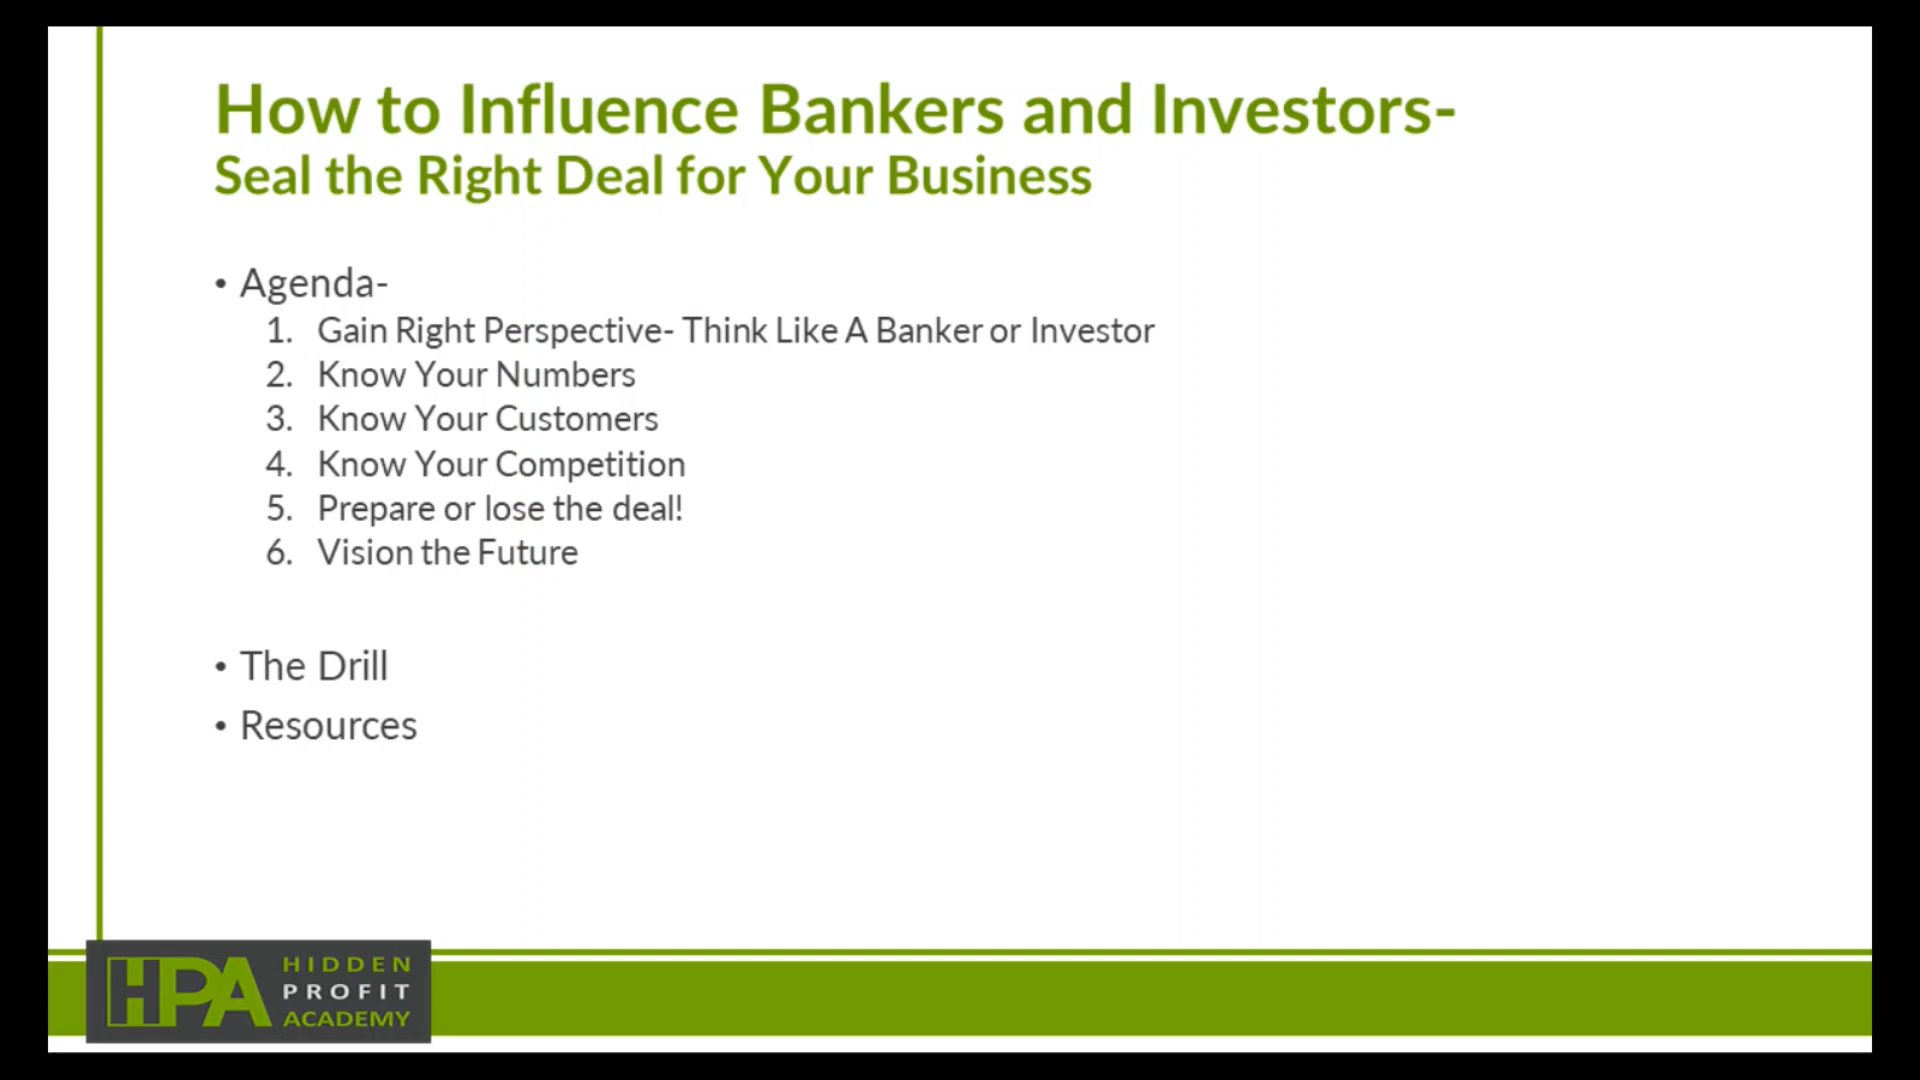 How to Influence Bankers and Investors-
Seal the Right Deal for Your Business
• Agenda-
1. Gain Right Perspective- Think Like A Banker or Investor
2. Know Your Numbers
3. Know Your Customers
4. Know Your Competition
5. Prepare or lose the deal!
6. Vision the Future
• The Drill
• Resources
HPA
HIDDEN
PROFIT
ACADEMY